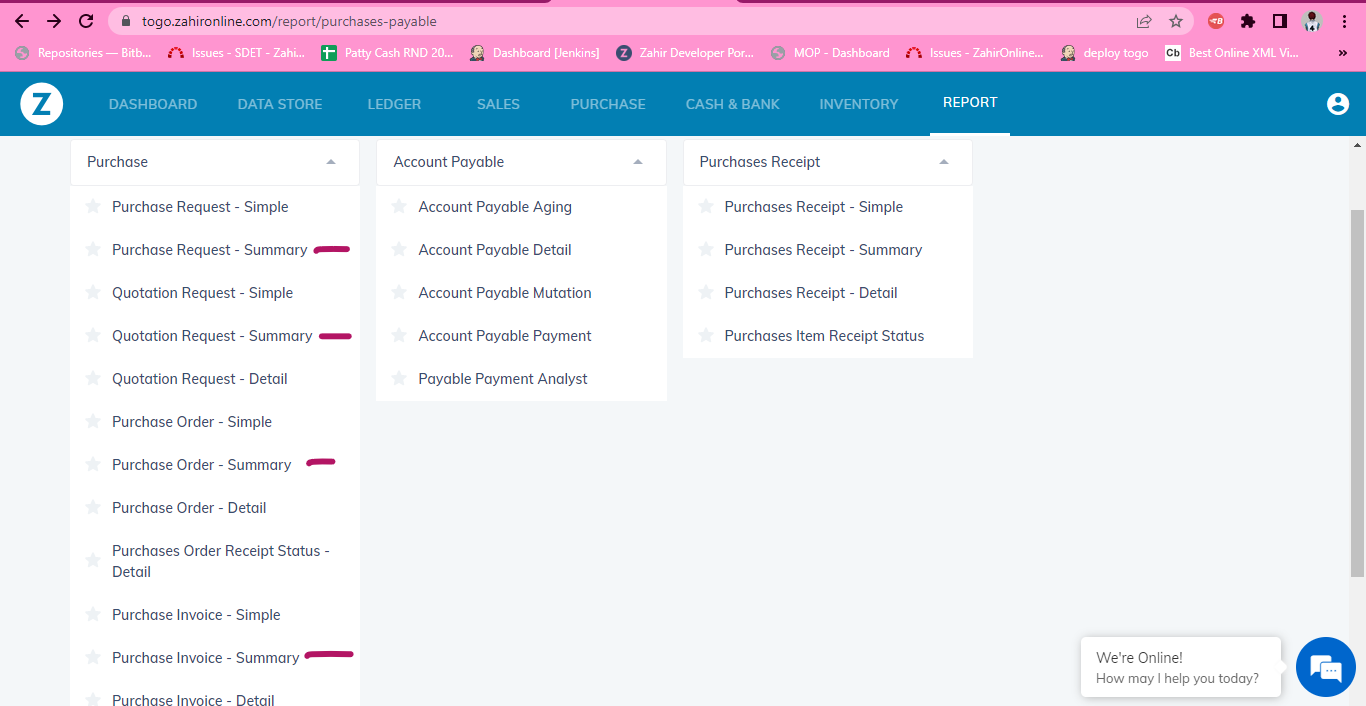 togo.zahironline.com/report/purchases-payable
Repositories — Bitb...
Issues - SDET - Zahi...
Patty Cash RND 20...
Dashboard [Jenkins]
Zahir Developer Por...
MOP - Dashboard
Issues - ZahirOnline...
deploy togo
Cb
Best Online XML Vi...
»
Z
DASHBOARD
DATA STORE
LEDGER
SALES
PURCHASE
CASH & BANK
INVENTORY
REPORT
Purchase
Purchase Request - Simple
Purchase Request - Summary
Quotation Request - Simple
Quotation Request - Summary
Quotation Request - Detail
Purchase Order - Simple
Purchase Order - Summary
Purchase Order - Detail
Purchases Order Receipt Status -
Detail
Purchase Invoice - Simple
Purchase Invoice - Summary
Purchase Invoice - Detail
Account Payable
Account Payable Aging
Account Payable Detail
Account Payable Mutation
Account Payable Payment
Payable Payment Analyst
Purchases Receipt
Purchases Receipt - Simple
Purchases Receipt - Summary
Purchases Receipt - Detail
Purchases Item Receipt Status
We're Online!
How may I help you today?